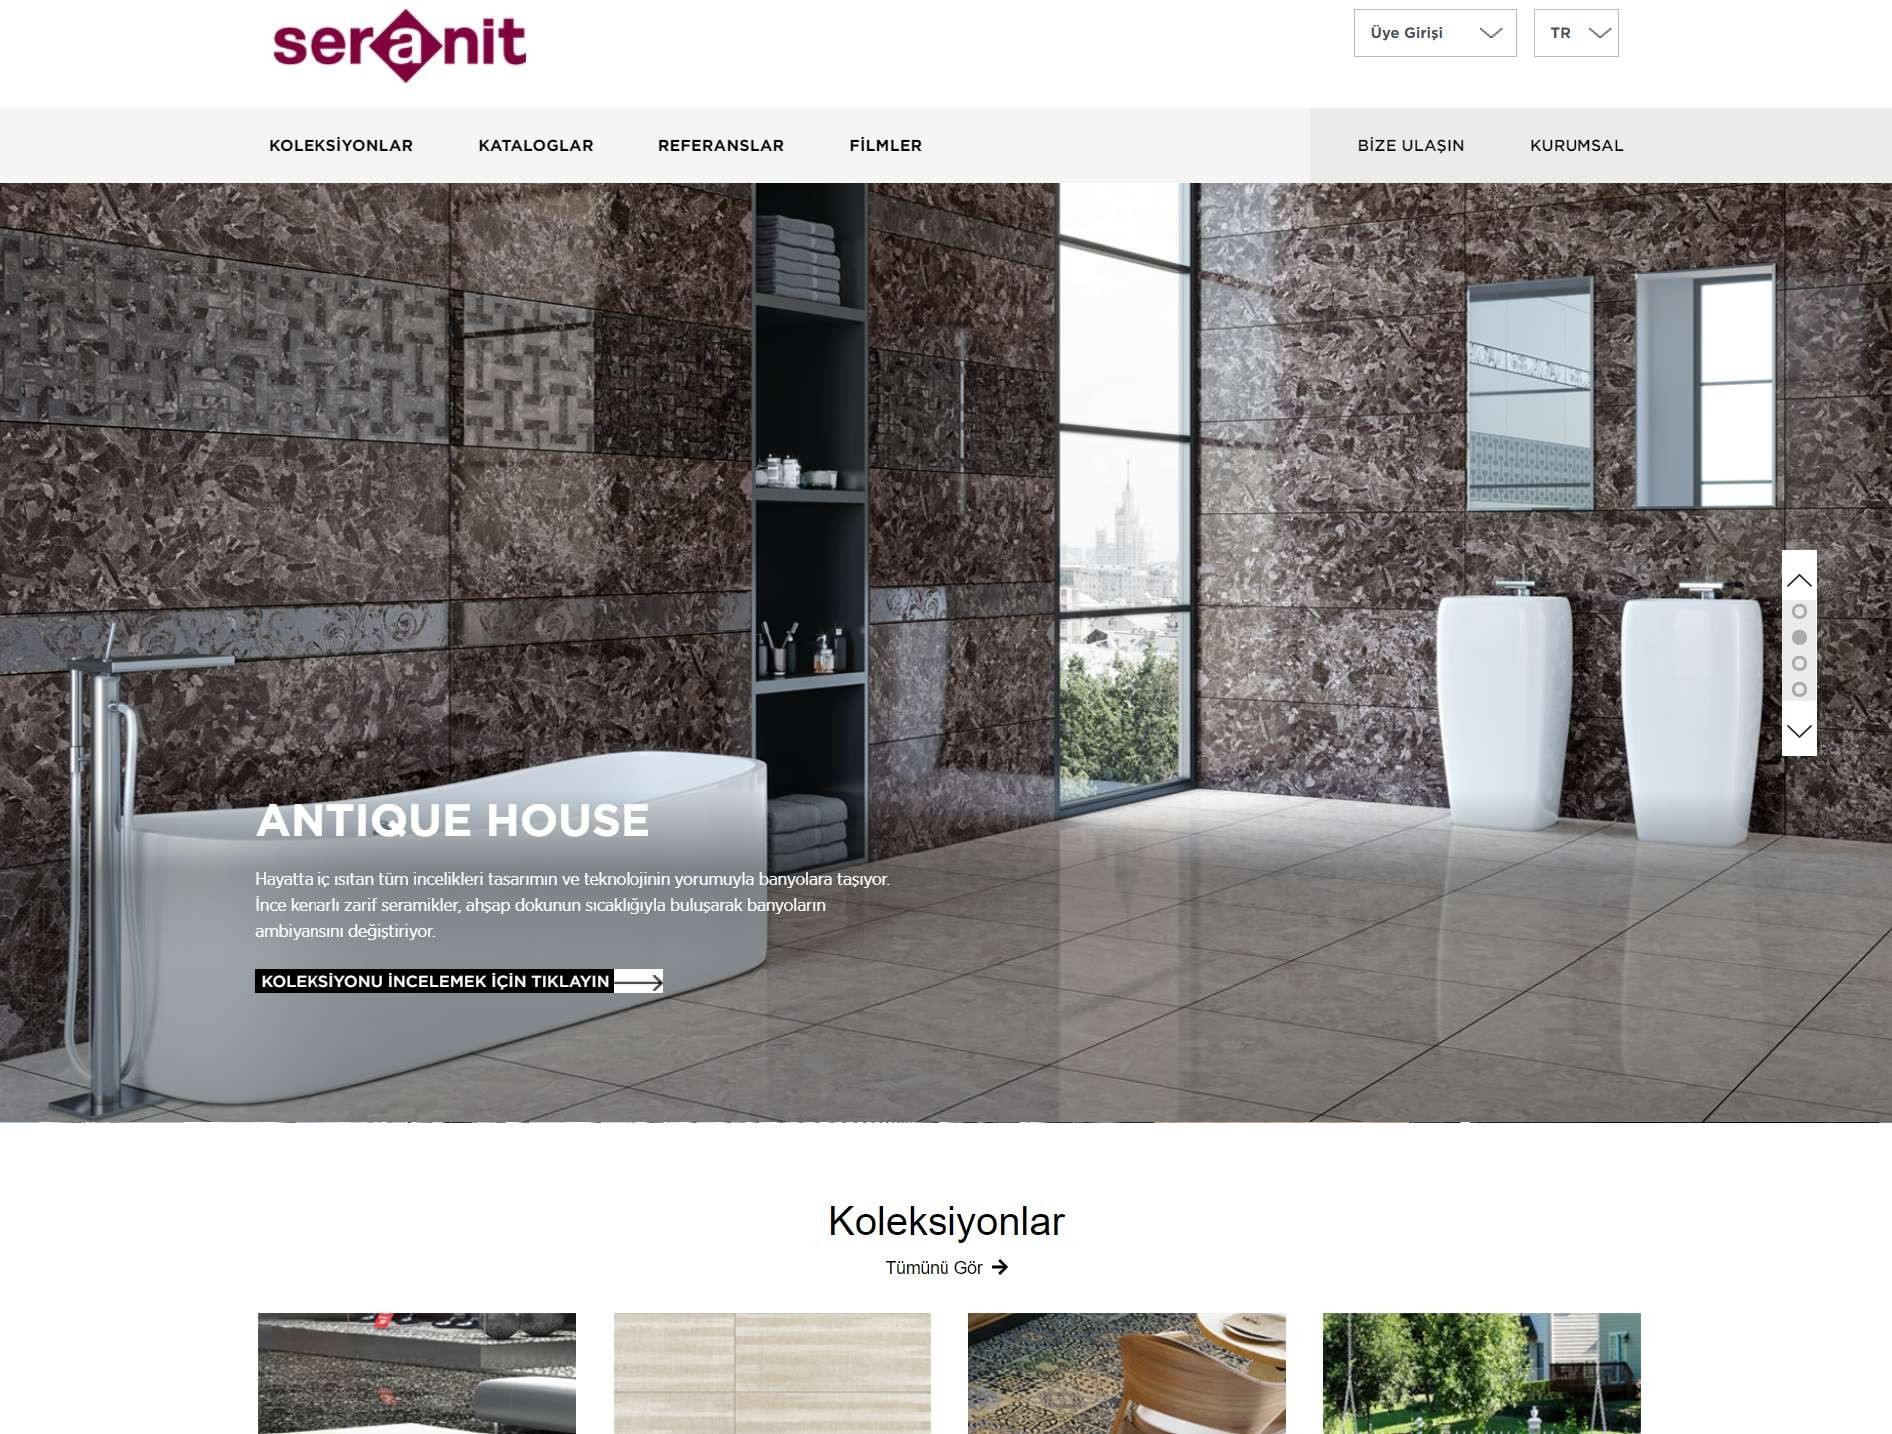 seranit
Üye Girişi
TR
KOLEKSİYONLAR
KATALOGLAR
REFERANSLAR
FİLMLER
BİZE ULAŞIN
KURUMSAL
ANTIQUE HOUSE
Hayatta iç ısıtan tüm incelikleri tasarımın ve teknolojinin yorumuyla banyolara taşıyor.
İnce kenarlı zarif seramikler, ahşap dokunun sıcaklığıyla buluşarak banyoların
ambiyansını değiştiriyor.
KOLEKSİYONU İNCELEMEK İÇİN TIKLAYIN
Koleksiyonlar
Tümünü Gör